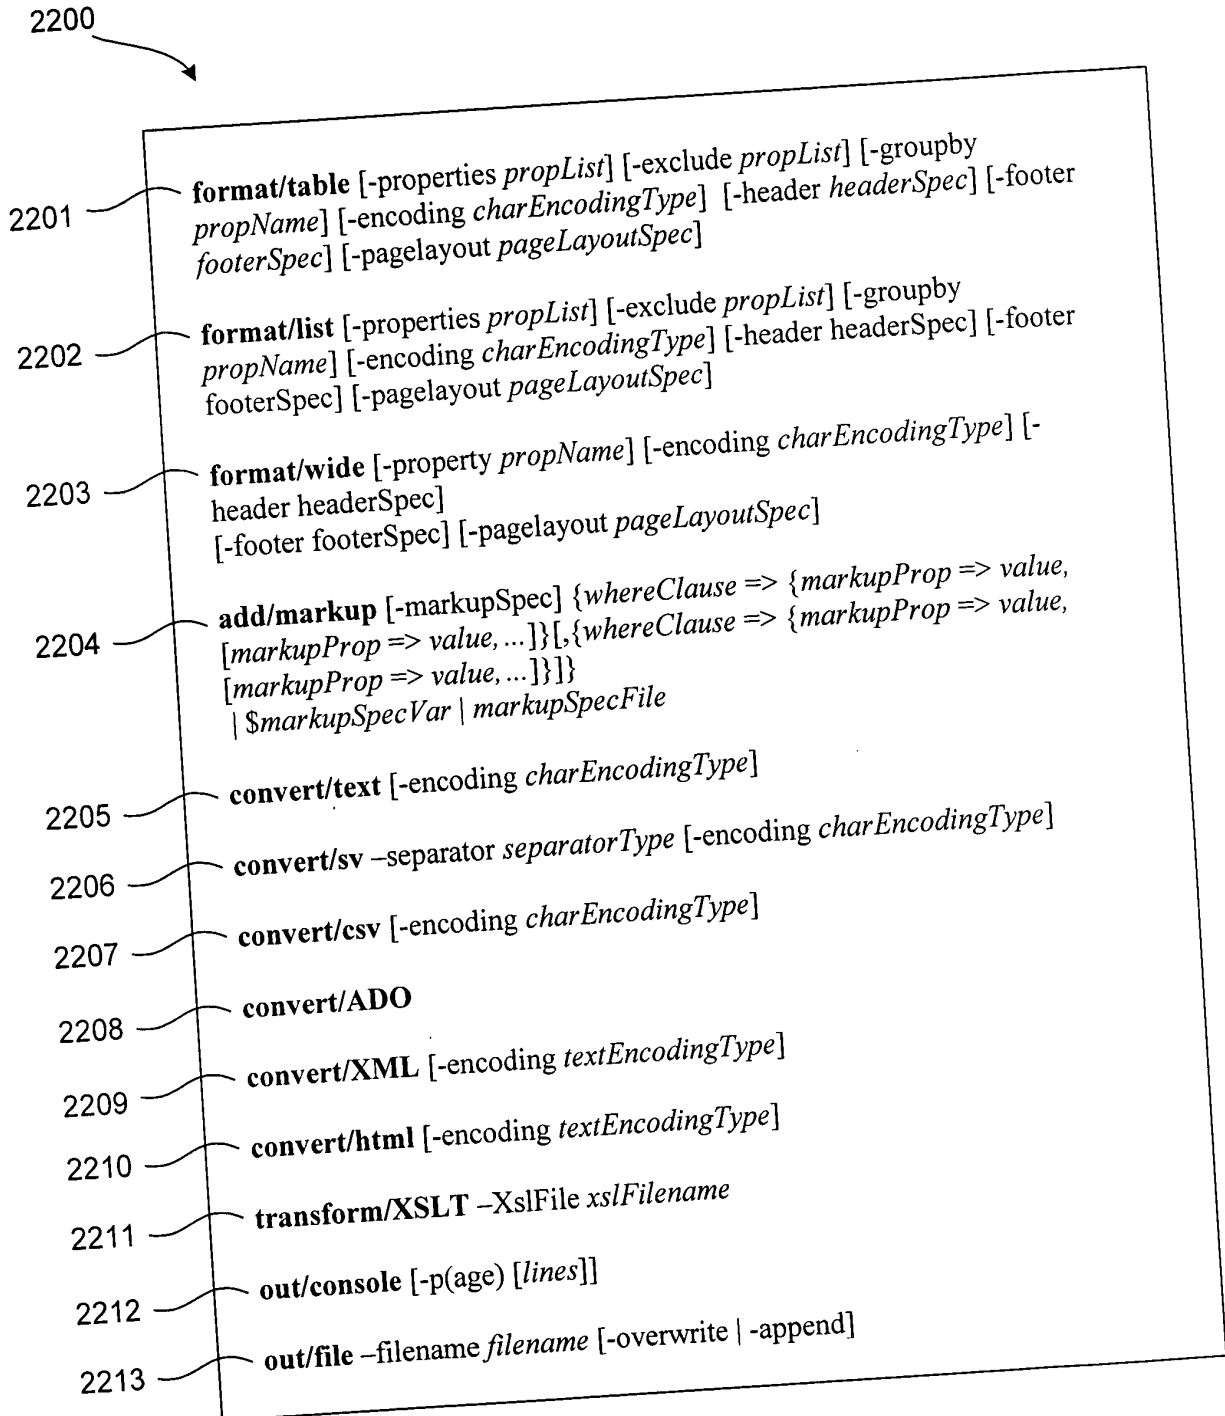 2200
2201 format/table [-properties propList] [-exclude propList] [-groupby
propName] [-encoding charEncodingType] [-header headerSpec] [-footer
footerSpec] [-pagelayout pageLayoutSpec]
2202 format/list [-properties propList] [-exclude propList] [-groupby
propName] [-encoding charEncodingType] [-header headerSpec] [-footer
footerSpec] [-pagelayout pageLayoutSpec]
2203 format/wide [-property propName] [-encoding charEncodingType] [-
header headerSpec]
[-footer footerSpec] [-pagelayout pageLayoutSpec]
2204 add/markup [-markupSpec] {whereClause => {markupProp => value,
[markupProp => value,...]}[,{whereClause => {markupProp => value,
[markupProp => value,...]}]}
| $markupSpecVar | markupSpecFile
2205 convert/text [-encoding charEncodingType]
2206 convert/sv –separator separatorType [-encoding charEncodingType]
2207 convert/csv [-encoding charEncodingType]
2208 convert/ADO
2209 convert/XML [-encoding textEncodingType]
2210 convert/html [-encoding textEncodingType]
2211 transform/XSLT –XslFile xslFilename
2212 out/console [-p(age) [lines]]
2213 out/file –filename filename [-overwrite | -append]